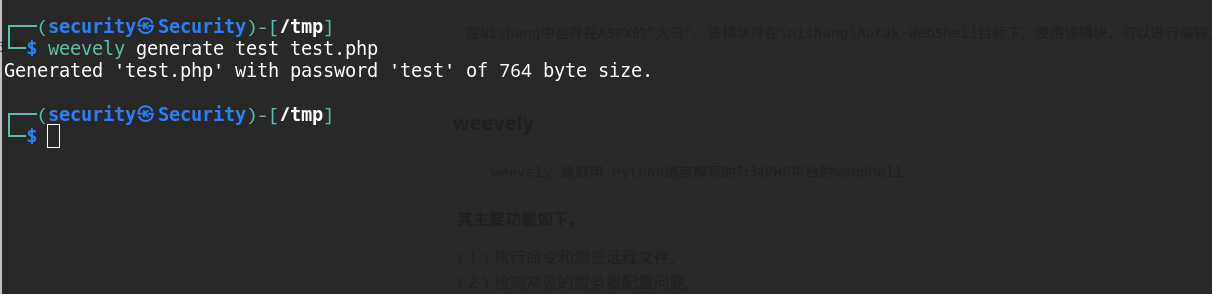 ┌──(security㉿Security)-[/tmp]
└─$ weevely generate test test.php
Generated 'test.php' with password 'test' of 764 byte size.
┌──(security㉿Security)-[/tmp]
└─$
在Nishang中也存在ASPX的"大马"。该模块存在\nishang\Antak-WebShell目标下。使用该模块，可以进行编码
weevely
weevely 是款用 Python语言编写的针对PHP平台的WebShell
其主要功能如下。
(1) 执行命令和浏览远程文件。
(2) 检测常见的服务器配置问题。